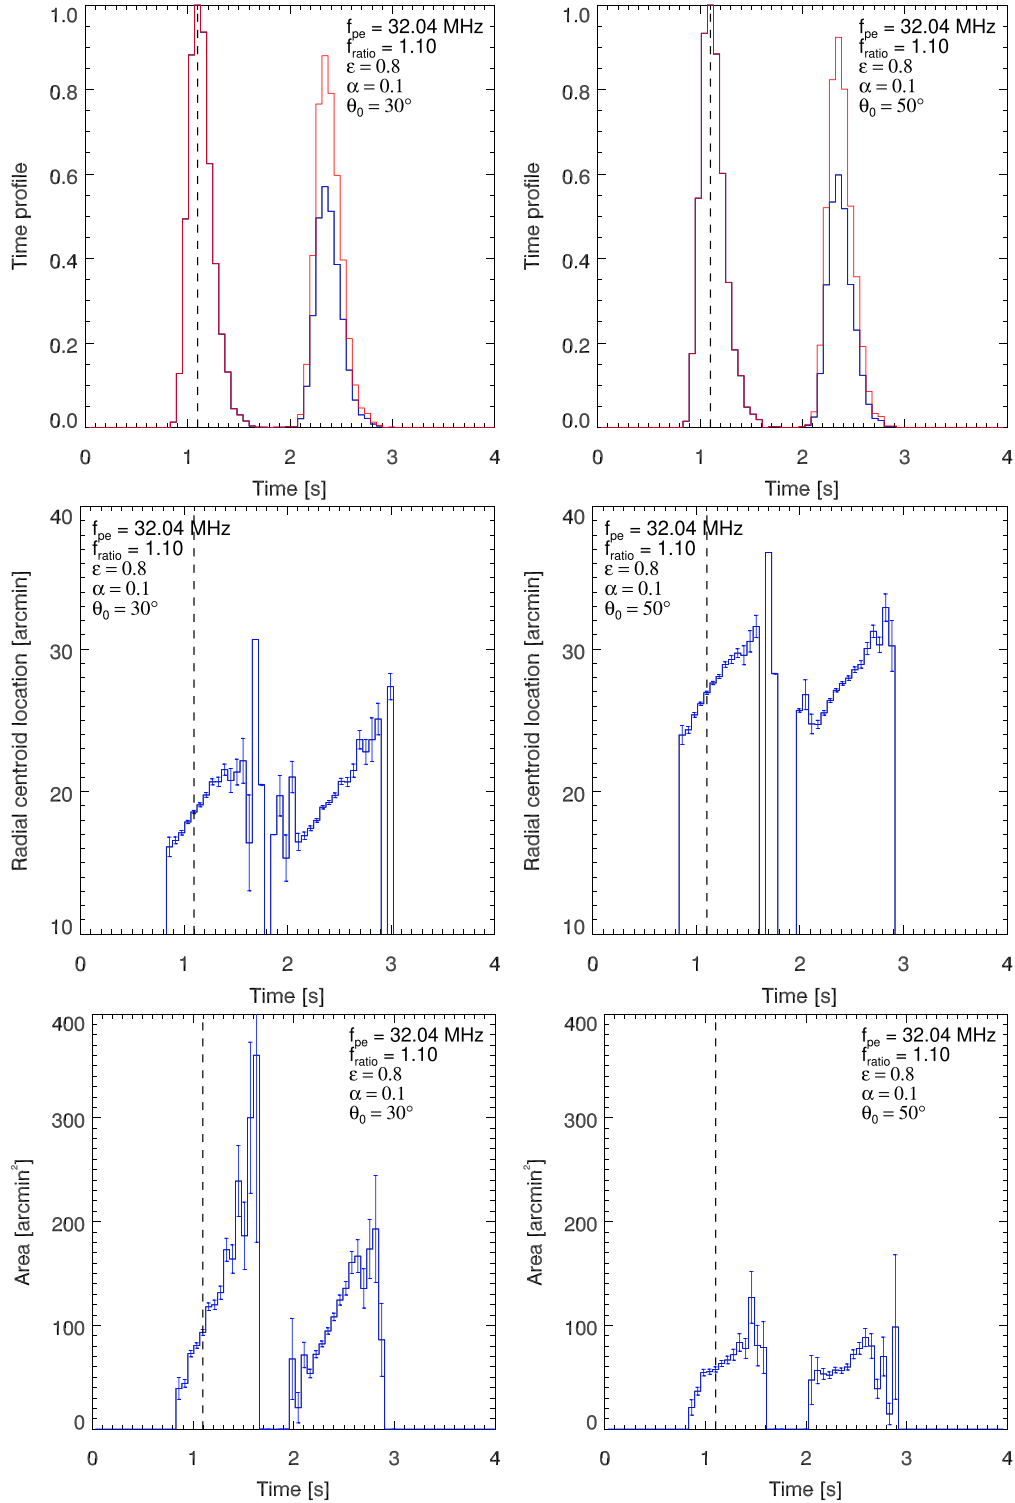 1.0
0.8
0.6
0.4
0.2
0.0
Time profile
f_pe = 32.04 MHz
f_ratio = 1.10
ε = 0.8
α = 0.1
θ_0 = 30°
0 1 2 3 4
Time [s]
1.0
0.8
0.6
0.4
0.2
0.0
Time profile
f_pe = 32.04 MHz
f_ratio = 1.10
ε = 0.8
α = 0.1
θ_0 = 50°
0 1 2 3 4
Time [s]
40
30
20
10
Radial centroid location [arcmin]
f_pe = 32.04 MHz
f_ratio = 1.10
ε = 0.8
α = 0.1
θ_0 = 30°
0 1 2 3 4
Time [s]
40
30
20
10
Radial centroid location [arcmin]
f_pe = 32.04 MHz
f_ratio = 1.10
ε = 0.8
α = 0.1
θ_0 = 50°
0 1 2 3 4
Time [s]
400
300
200
100
0
Area [arcmin²]
f_pe = 32.04 MHz
f_ratio = 1.10
ε = 0.8
α = 0.1
θ_0 = 30°
0 1 2 3 4
Time [s]
400
300
200
100
0
Area [arcmin²]
f_pe = 32.04 MHz
f_ratio = 1.10
ε = 0.8
α = 0.1
θ_0 = 50°
0 1 2 3 4
Time [s]